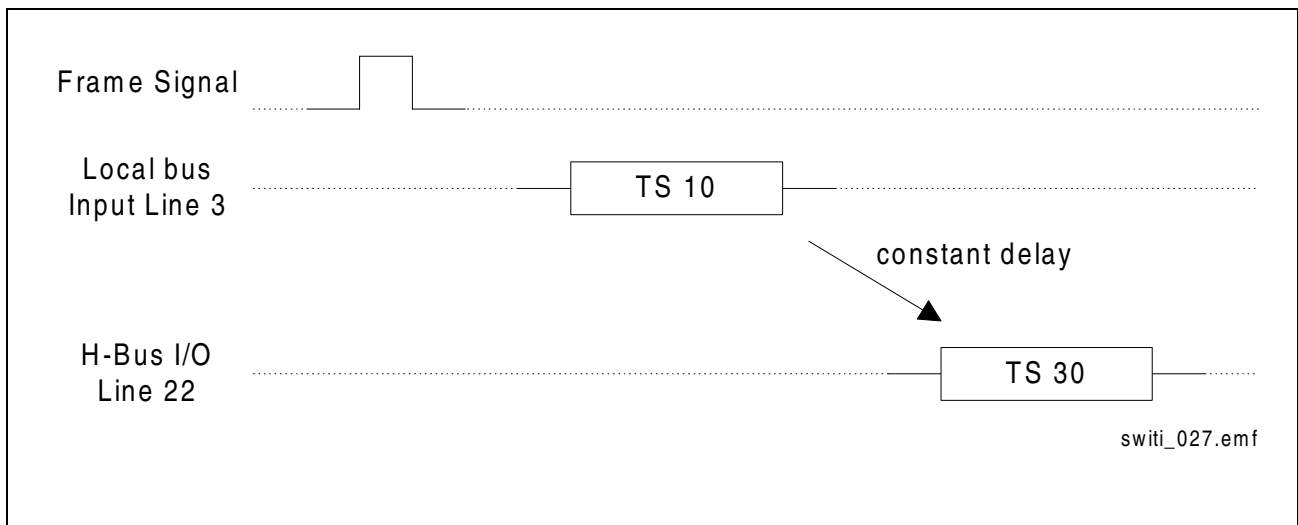 Frame Signal
Local bus
Input Line 3
TS 10
constant delay
H-Bus I/O
Line 22
TS 30
switi_027.emf